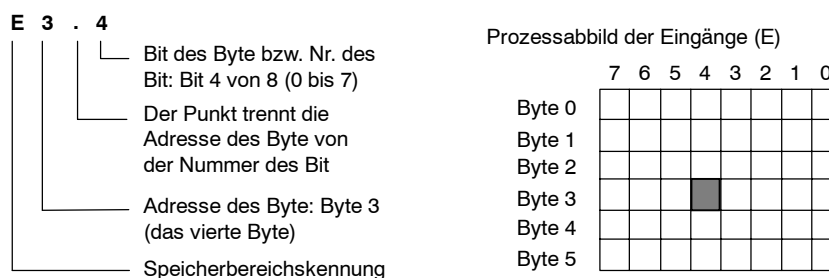 E 3 . 4
Bit des Byte bzw. Nr. des
Bit: Bit 4 von 8 (0 bis 7)
Der Punkt trennt die
Adresse des Byte von
der Nummer des Bit
Adresse des Byte: Byte 3
(das vierte Byte)
Speicherbereichskennung
Prozessabbild der Eingänge (E)
7 6 5 4 3 2 1 0
Byte 0
Byte 1
Byte 2
Byte 3
Byte 4
Byte 5